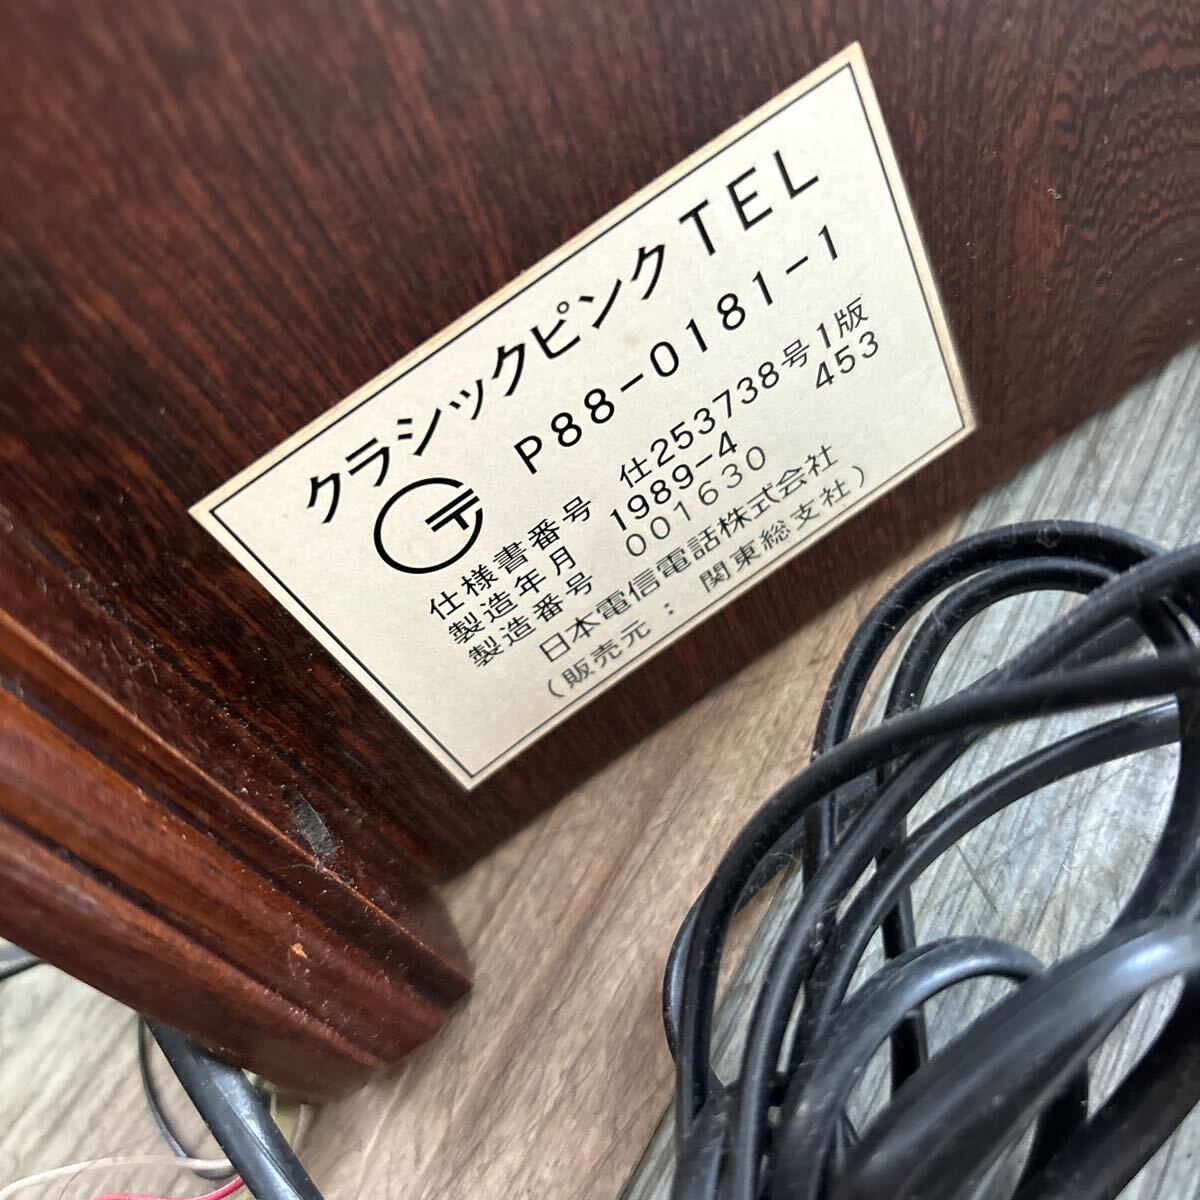 クラシックピンクTEL
P88-0181-1
仕様書番号 仕253738号1版
製造年月 1989-4 453
製造番号 001630
日本電信電話株式会社
（販売元：関東総支社）